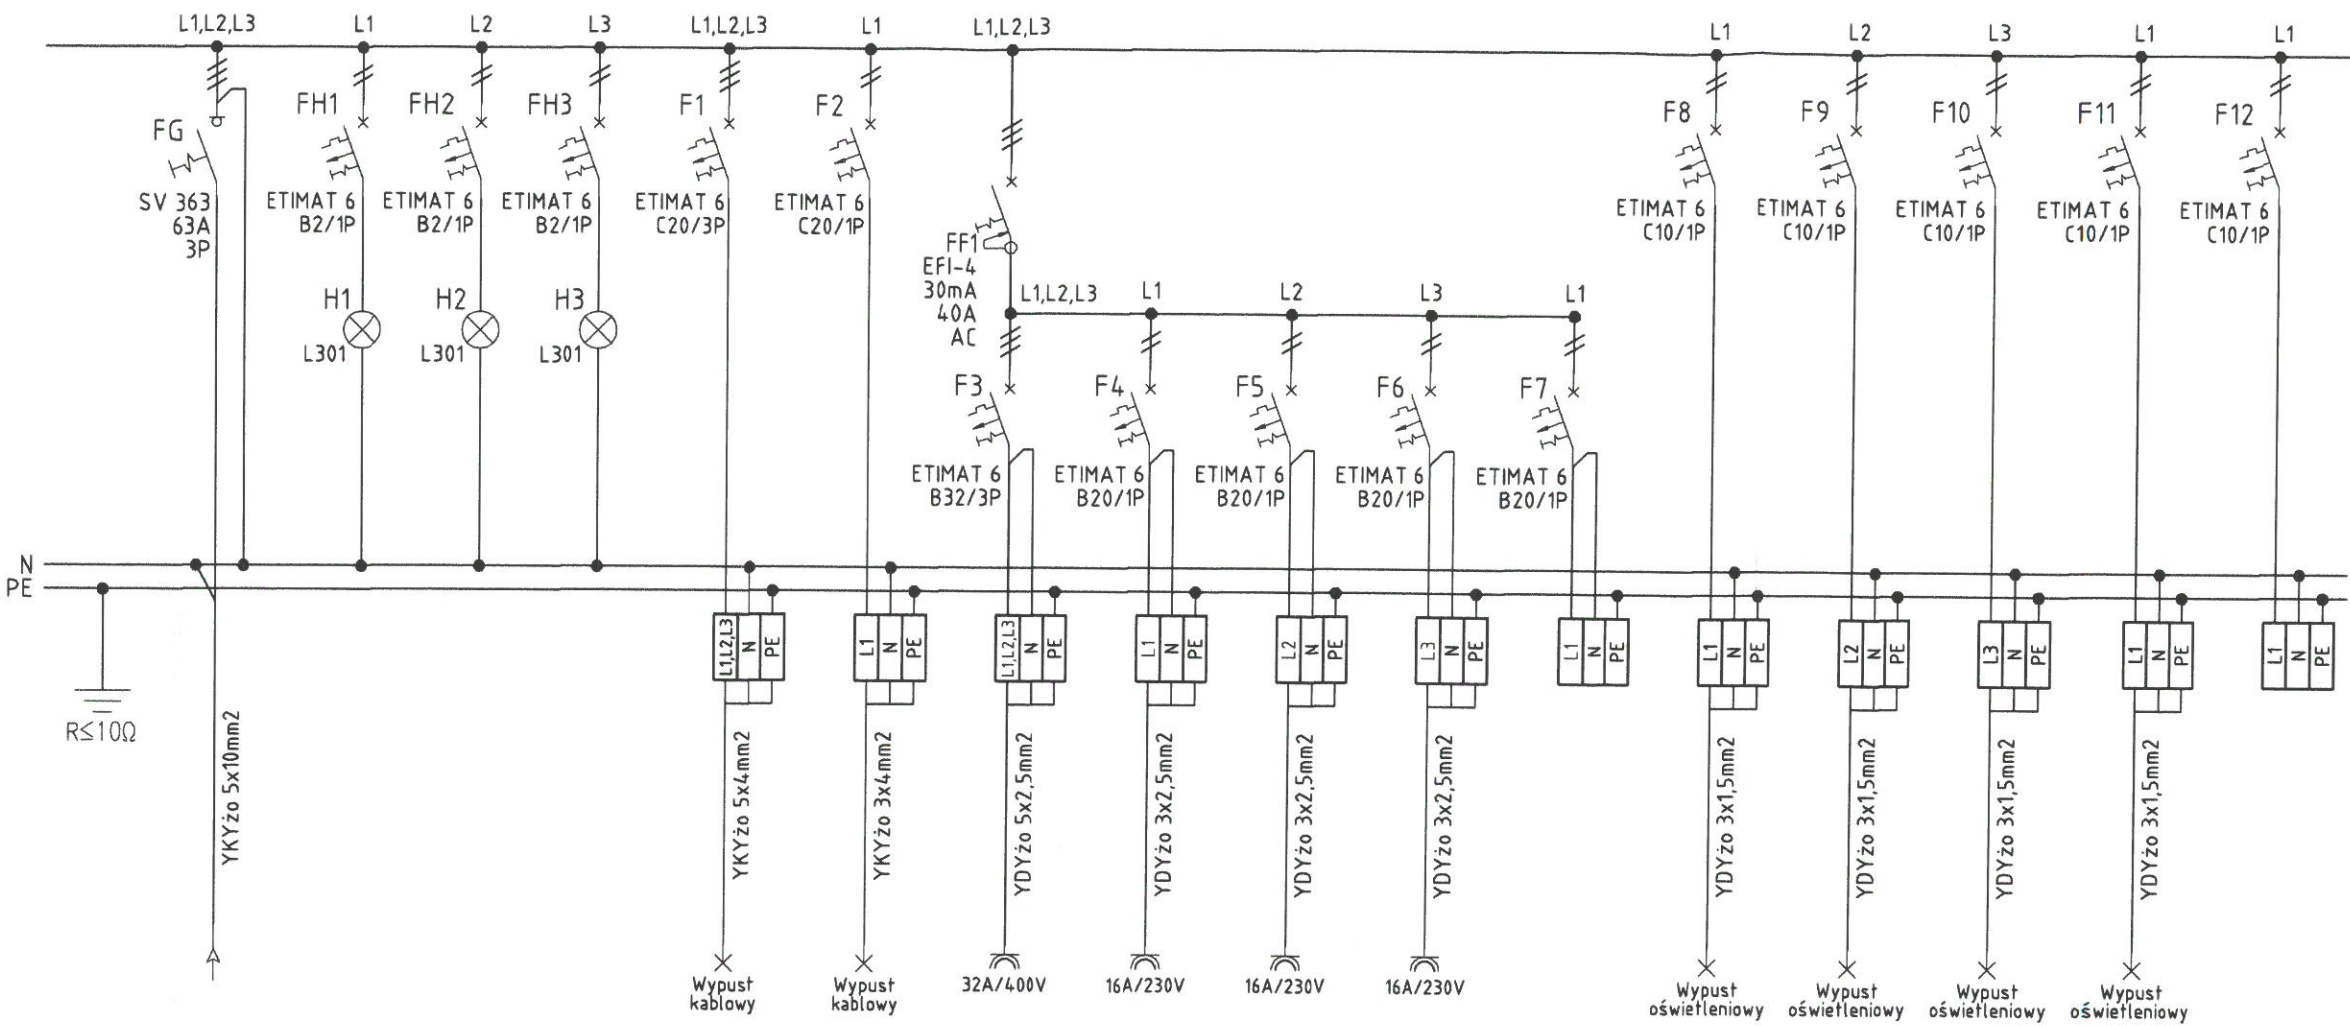 L1,L2,L3
L1
L2
L3
L1,L2,L3
L1
L1,L2,L3
L1
L2
L3
L1
L1
FG
SV 363
63A
3P
FH1
ETIMAT 6
B2/1P
H1
L301
FH2
ETIMAT 6
B2/1P
H2
L301
FH3
ETIMAT 6
B2/1P
H3
L301
F1
ETIMAT 6
C20/3P
F2
ETIMAT 6
C20/1P
FF1
EFI-4
30mA
40A
AC
L1,L2,L3
L1
L2
L3
L1
F3
ETIMAT 6
B32/3P
F4
ETIMAT 6
B20/1P
F5
ETIMAT 6
B20/1P
F6
ETIMAT 6
B20/1P
F7
ETIMAT 6
B20/1P
F8
ETIMAT 6
C10/1P
F9
ETIMAT 6
C10/1P
F10
ETIMAT 6
C10/1P
F11
ETIMAT 6
C10/1P
F12
ETIMAT 6
C10/1P
N
PE
R≤10Ω
L1,L2,L3
N
PE
L1
N
PE
L1,L2,L3
N
PE
L1
N
PE
L2
N
PE
L3
N
PE
L1
N
PE
L1
N
PE
L2
N
PE
L3
N
PE
L1
N
PE
L1
N
PE
YKYżo 5x10mm2
YKYżo 5x4mm2
YKYżo 3x4mm2
YDYżo 5x2,5mm2
YDYżo 3x2,5mm2
YDYżo 3x2,5mm2
YDYżo 3x2,5mm2
YDYżo 3x1,5mm2
YDYżo 3x1,5mm2
YDYżo 3x1,5mm2
YDYżo 3x1,5mm2
Wypust
kablowy
Wypust
kablowy
32A/400V
16A/230V
16A/230V
16A/230V
Wypust
oświetleniowy
Wypust
oświetleniowy
Wypust
oświetleniowy
Wypust
oświetleniowy